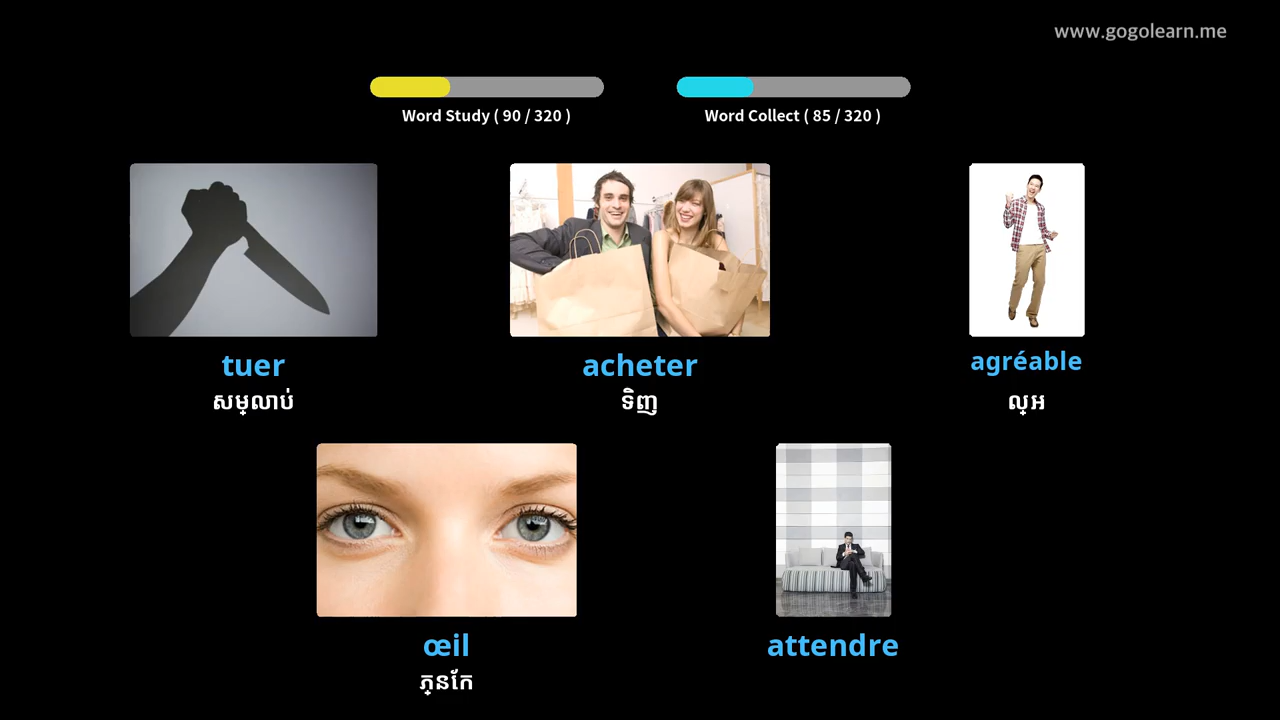 www.gogolearn.me
Word Study ( 90 / 320 )
Word Collect ( 85 / 320 )
tuer
acheter
agréable
សម្លាប់
ទិញ
ល្អ
œil
attendre
ភ្នែក